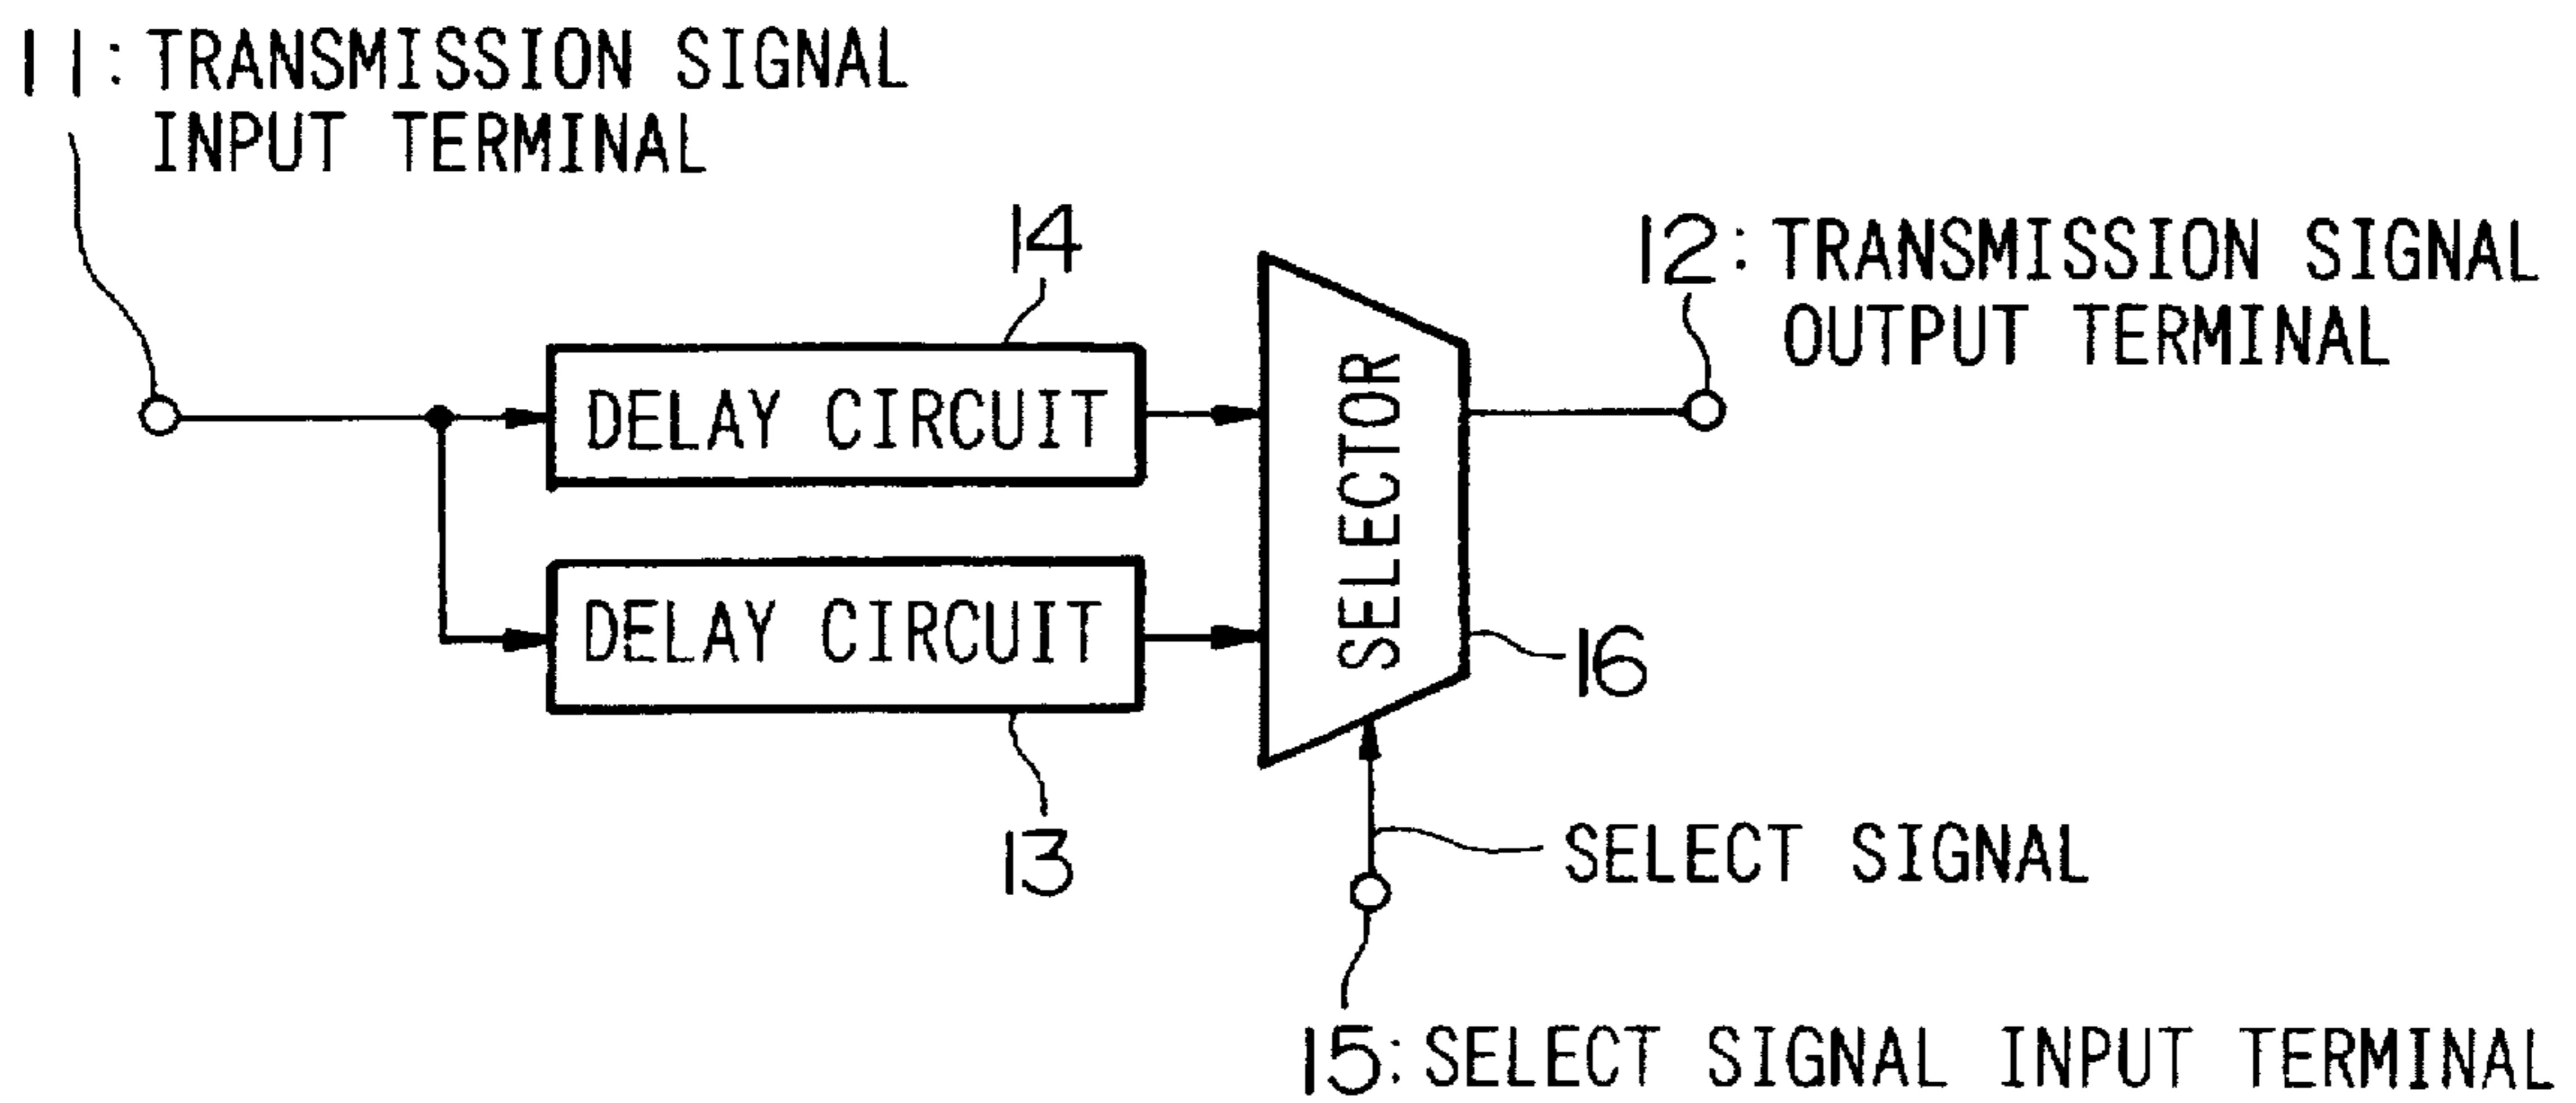 11: TRANSMISSION SIGNAL
INPUT TERMINAL
14
12: TRANSMISSION SIGNAL
OUTPUT TERMINAL
DELAY CIRCUIT
SELECTOR
DELAY CIRCUIT
16
13
SELECT SIGNAL
15: SELECT SIGNAL INPUT TERMINAL